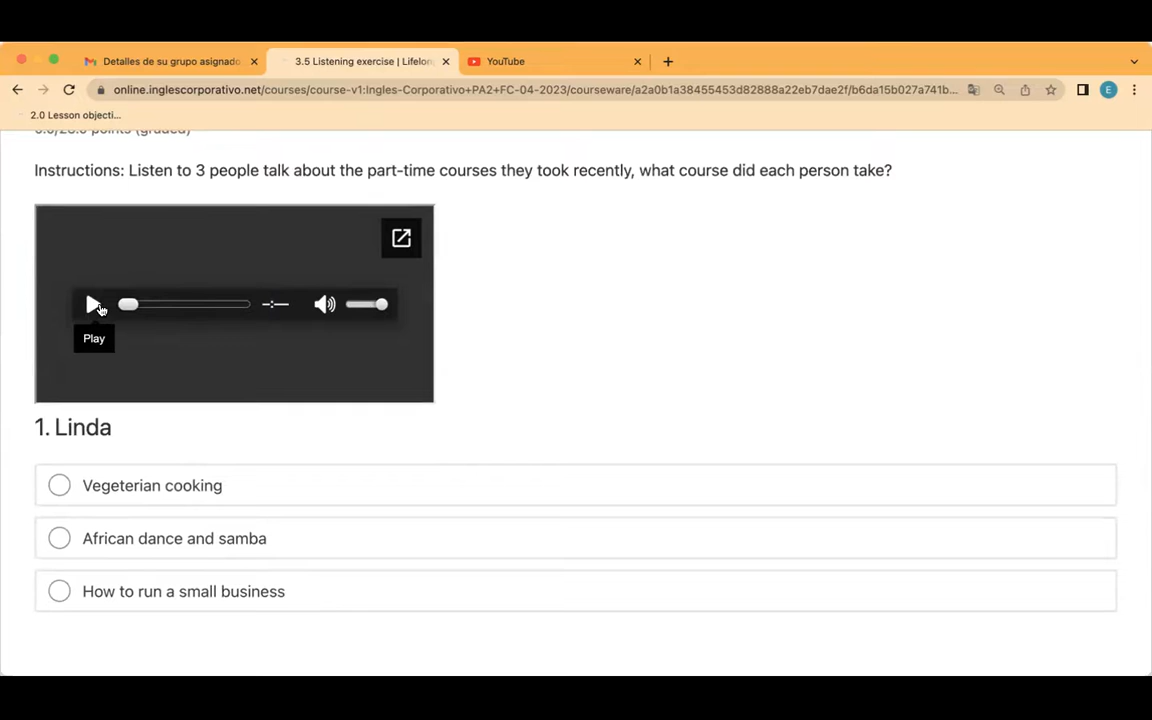 Detalles de su grupo asignado
3.5 Listening exercise | Lifelon
YouTube
online.inglescorporativo.net/courses/course-v1:Ingles-Corporativo+PA2+FC-04-2023/courseware/a2a0b1a38455453d82888a22eb7dae2f/b6da15b027a741b...
E
2.0 Lesson objecti...
points (graded)
Instructions: Listen to 3 people talk about the part-time courses they took recently, what course did each person take?
-:-
Play
1. Linda
Vegeterian cooking
African dance and samba
How to run a small business